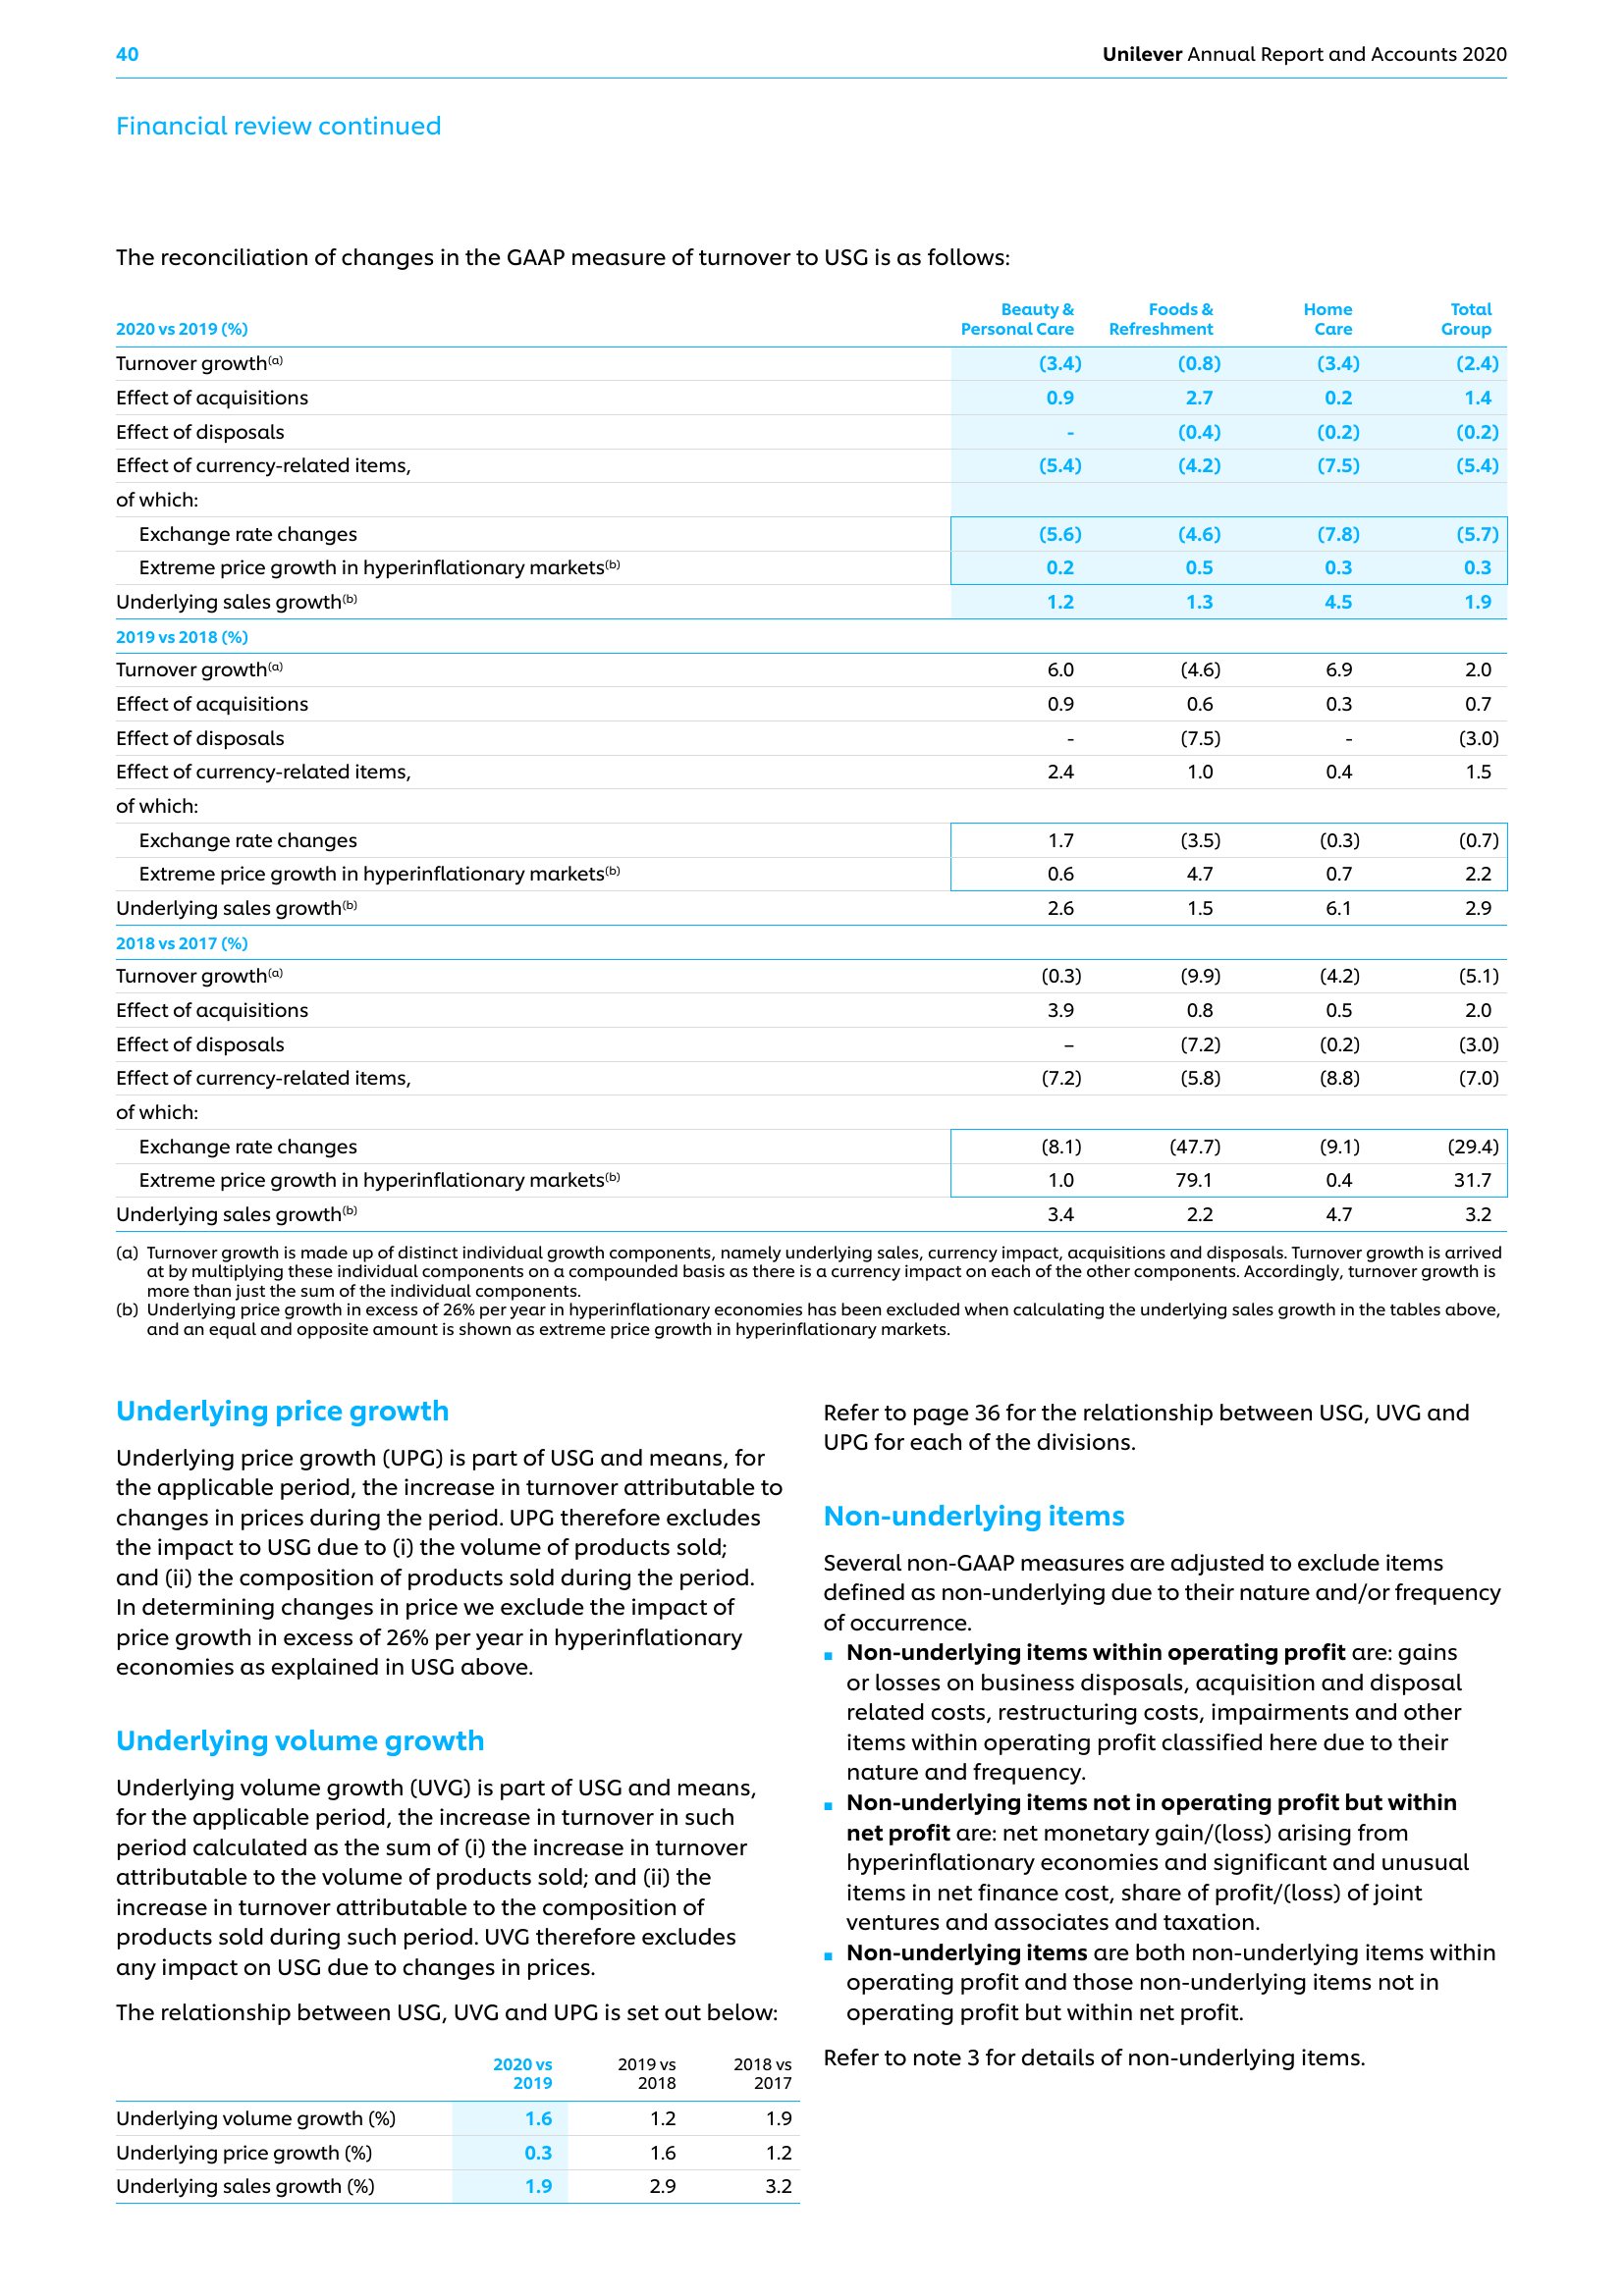 40
Unilever Annual Report and Accounts 2020
Financial review continued
The reconciliation of changes in the GAAP measure of turnover to USG is as follows:
2020 vs 2019 (%) Beauty & Personal Care Foods & Refreshment Home Care Total Group
Turnover growth(a) (3.4) (0.8) (3.4) (2.4)
Effect of acquisitions 0.9 2.7 0.2 1.4
Effect of disposals - (0.4) (0.2) (0.2)
Effect of currency-related items, (5.4) (4.2) (7.5) (5.4)
of which:
Exchange rate changes (5.6) (4.6) (7.8) (5.7)
Extreme price growth in hyperinflationary markets(b) 0.2 0.5 0.3 0.3
Underlying sales growth(b) 1.2 1.3 4.5 1.9
2019 vs 2018 (%)
Turnover growth(a) 6.0 (4.6) 6.9 2.0
Effect of acquisitions 0.9 0.6 0.3 0.7
Effect of disposals - (7.5) - (3.0)
Effect of currency-related items, 2.4 1.0 0.4 1.5
of which:
Exchange rate changes 1.7 (3.5) (0.3) (0.7)
Extreme price growth in hyperinflationary markets(b) 0.6 4.7 0.7 2.2
Underlying sales growth(b) 2.6 1.5 6.1 2.9
2018 vs 2017 (%)
Turnover growth(a) (0.3) (9.9) (4.2) (5.1)
Effect of acquisitions 3.9 0.8 0.5 2.0
Effect of disposals – (7.2) (0.2) (3.0)
Effect of currency-related items, (7.2) (5.8) (8.8) (7.0)
of which:
Exchange rate changes (8.1) (47.7) (9.1) (29.4)
Extreme price growth in hyperinflationary markets(b) 1.0 79.1 0.4 31.7
Underlying sales growth(b) 3.4 2.2 4.7 3.2
(a) Turnover growth is made up of distinct individual growth components, namely underlying sales, currency impact, acquisitions and disposals. Turnover growth is arrived
at by multiplying these individual components on a compounded basis as there is a currency impact on each of the other components. Accordingly, turnover growth is
more than just the sum of the individual components.
(b) Underlying price growth in excess of 26% per year in hyperinflationary economies has been excluded when calculating the underlying sales growth in the tables above,
and an equal and opposite amount is shown as extreme price growth in hyperinflationary markets.
Underlying price growth
Underlying price growth (UPG) is part of USG and means, for
the applicable period, the increase in turnover attributable to
changes in prices during the period. UPG therefore excludes
the impact to USG due to (i) the volume of products sold;
and (ii) the composition of products sold during the period.
In determining changes in price we exclude the impact of
price growth in excess of 26% per year in hyperinflationary
economies as explained in USG above.
Underlying volume growth
Underlying volume growth (UVG) is part of USG and means,
for the applicable period, the increase in turnover in such
period calculated as the sum of (i) the increase in turnover
attributable to the volume of products sold; and (ii) the
increase in turnover attributable to the composition of
products sold during such period. UVG therefore excludes
any impact on USG due to changes in prices.
The relationship between USG, UVG and UPG is set out below:
2020 vs 2019 2019 vs 2018 2018 vs 2017
Underlying volume growth (%) 1.6 1.2 1.9
Underlying price growth (%) 0.3 1.6 1.2
Underlying sales growth (%) 1.9 2.9 3.2
Refer to page 36 for the relationship between USG, UVG and
UPG for each of the divisions.
Non-underlying items
Several non-GAAP measures are adjusted to exclude items
defined as non-underlying due to their nature and/or frequency
of occurrence.
▪ Non-underlying items within operating profit are: gains
or losses on business disposals, acquisition and disposal
related costs, restructuring costs, impairments and other
items within operating profit classified here due to their
nature and frequency.
▪ Non-underlying items not in operating profit but within
net profit are: net monetary gain/(loss) arising from
hyperinflationary economies and significant and unusual
items in net finance cost, share of profit/(loss) of joint
ventures and associates and taxation.
▪ Non-underlying items are both non-underlying items within
operating profit and those non-underlying items not in
operating profit but within net profit.
Refer to note 3 for details of non-underlying items.